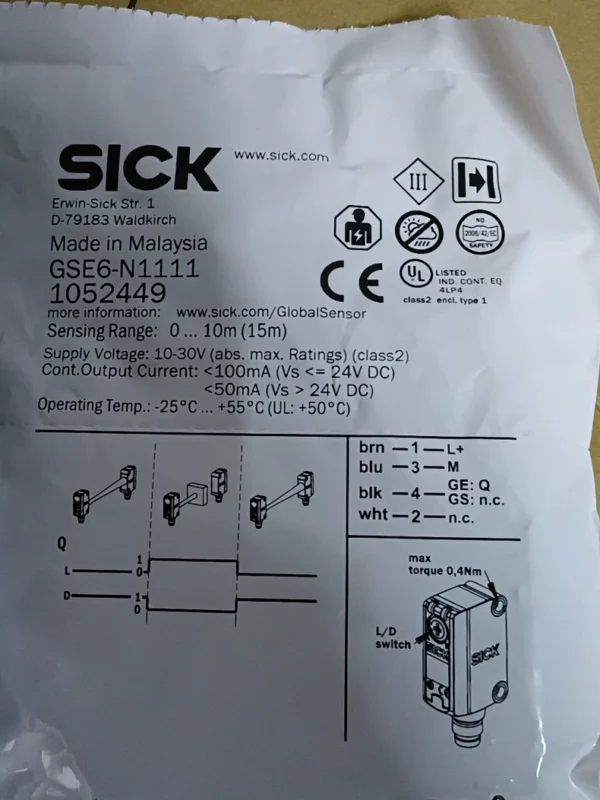 SICK
www.sick.com
Erwin-Sick Str. 1
D-79183 Waldkirch
Made in Malaysia
GSE6-N1111
1052449
III
NO
2006/42/EC
SAFETY
CE
UL LISTED
IND. CONT. EQ
4LP4
class2 encl. type 1
more information: www.sick.com/GlobalSensor
Sensing Range: 0 ... 10m (15m)
Supply Voltage: 10-30V (abs. max. Ratings) (class2)
Cont.Output Current: <100mA (Vs <= 24V DC)
<50mA (Vs > 24V DC)
Operating Temp.: -25°C ... +55°C (UL: +50°C)
brn 1 L+
blu 3 M
blk 4 GE: Q
GS: n.c.
wht 2 n.c.
Q
L 1
0
D 1
0
max
torque 0,4Nm
L/D
switch
SICK
SICK